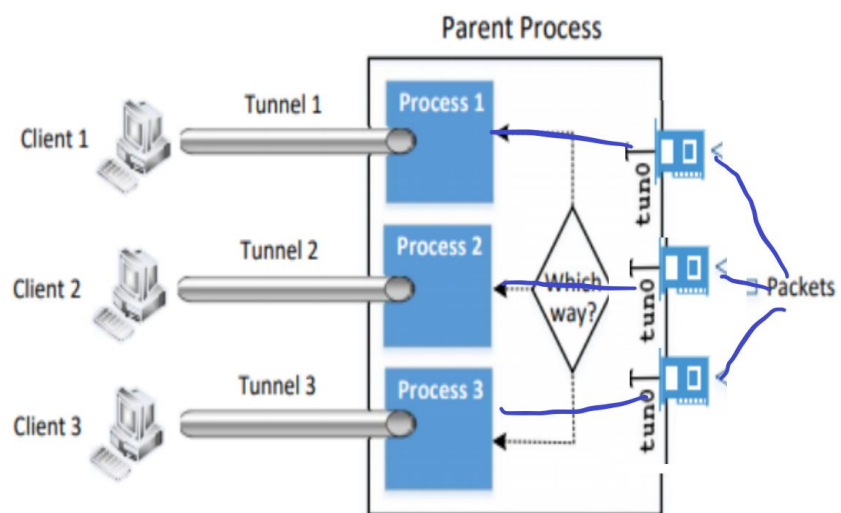 Parent Process
Client 1
Tunnel 1
Process 1
tun0
Client 2
Tunnel 2
Process 2
Which
way?
tun0
Packets
Client 3
Tunnel 3
Process 3
tun0